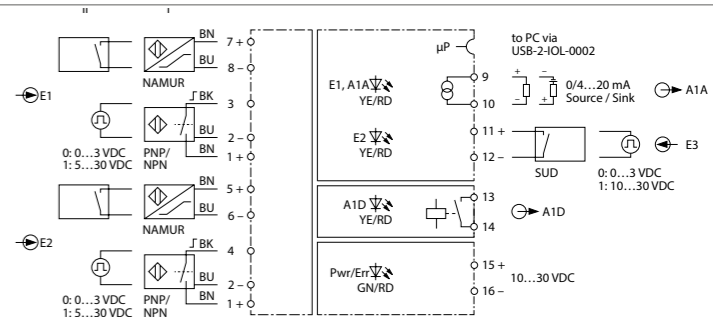 BN 7 +
BU 8 –
NAMUR
E1
BK 3
BU 2 –
BN 1 +
0: 0…3 VDC
1: 5…30 VDC
PNP/
NPN
BN 5 +
BU 6 –
NAMUR
E2
BK 4
BU 2 –
BN 1 +
0: 0…3 VDC
1: 5…30 VDC
PNP/
NPN
µP
to PC via
USB-2-IOL-0002
E1, A1A
YE/RD
9
10
+ – + –
– + – +
0/4…20 mA
Source / Sink
A1A
E2
YE/RD
11 +
12 –
SUD
E3
0: 0…3 VDC
1: 10…30 VDC
A1D
YE/RD
13
14
A1D
Pwr/Err
GN/RD
15 +
16 –
10…30 VDC